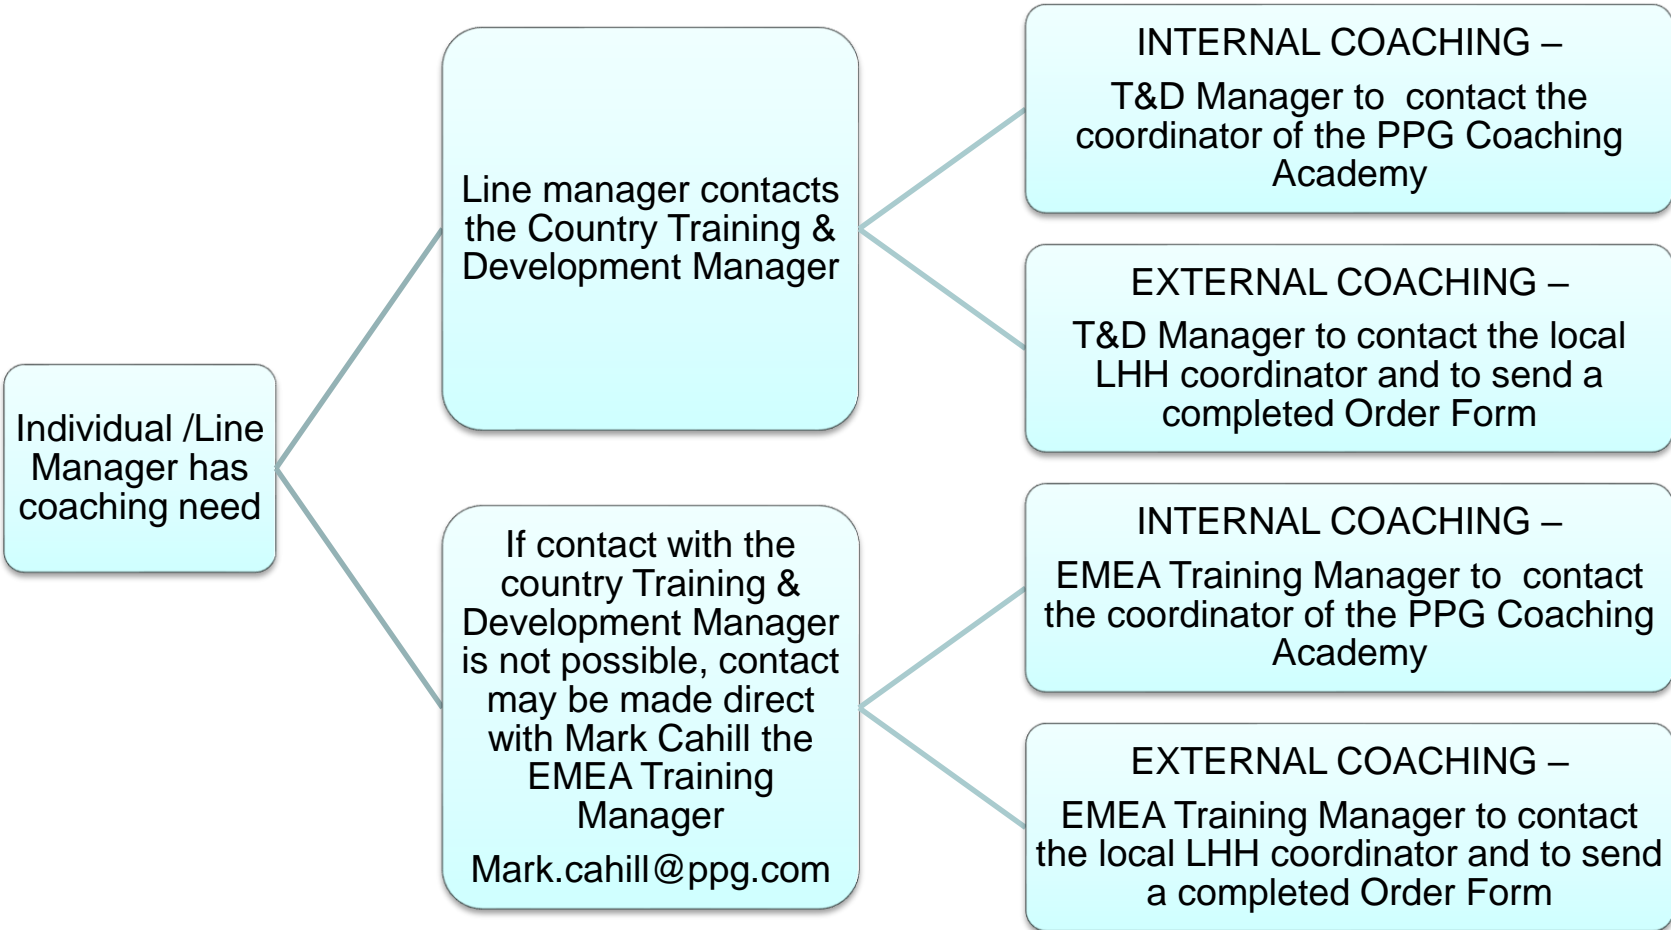 Individual /Line
Manager has
coaching need
Line manager contacts
the Country Training &
Development Manager
If contact with the
country Training &
Development Manager
is not possible, contact
may be made direct
with Mark Cahill the
EMEA Training
Manager
Mark.cahill@ppg.com
INTERNAL COACHING –
T&D Manager to  contact the
coordinator of the PPG Coaching
Academy
EXTERNAL COACHING –
T&D Manager to contact the local
LHH coordinator and to send a
completed Order Form
INTERNAL COACHING –
EMEA Training Manager to  contact
the coordinator of the PPG Coaching
Academy
EXTERNAL COACHING –
EMEA Training Manager to contact
the local LHH coordinator and to send
a completed Order Form